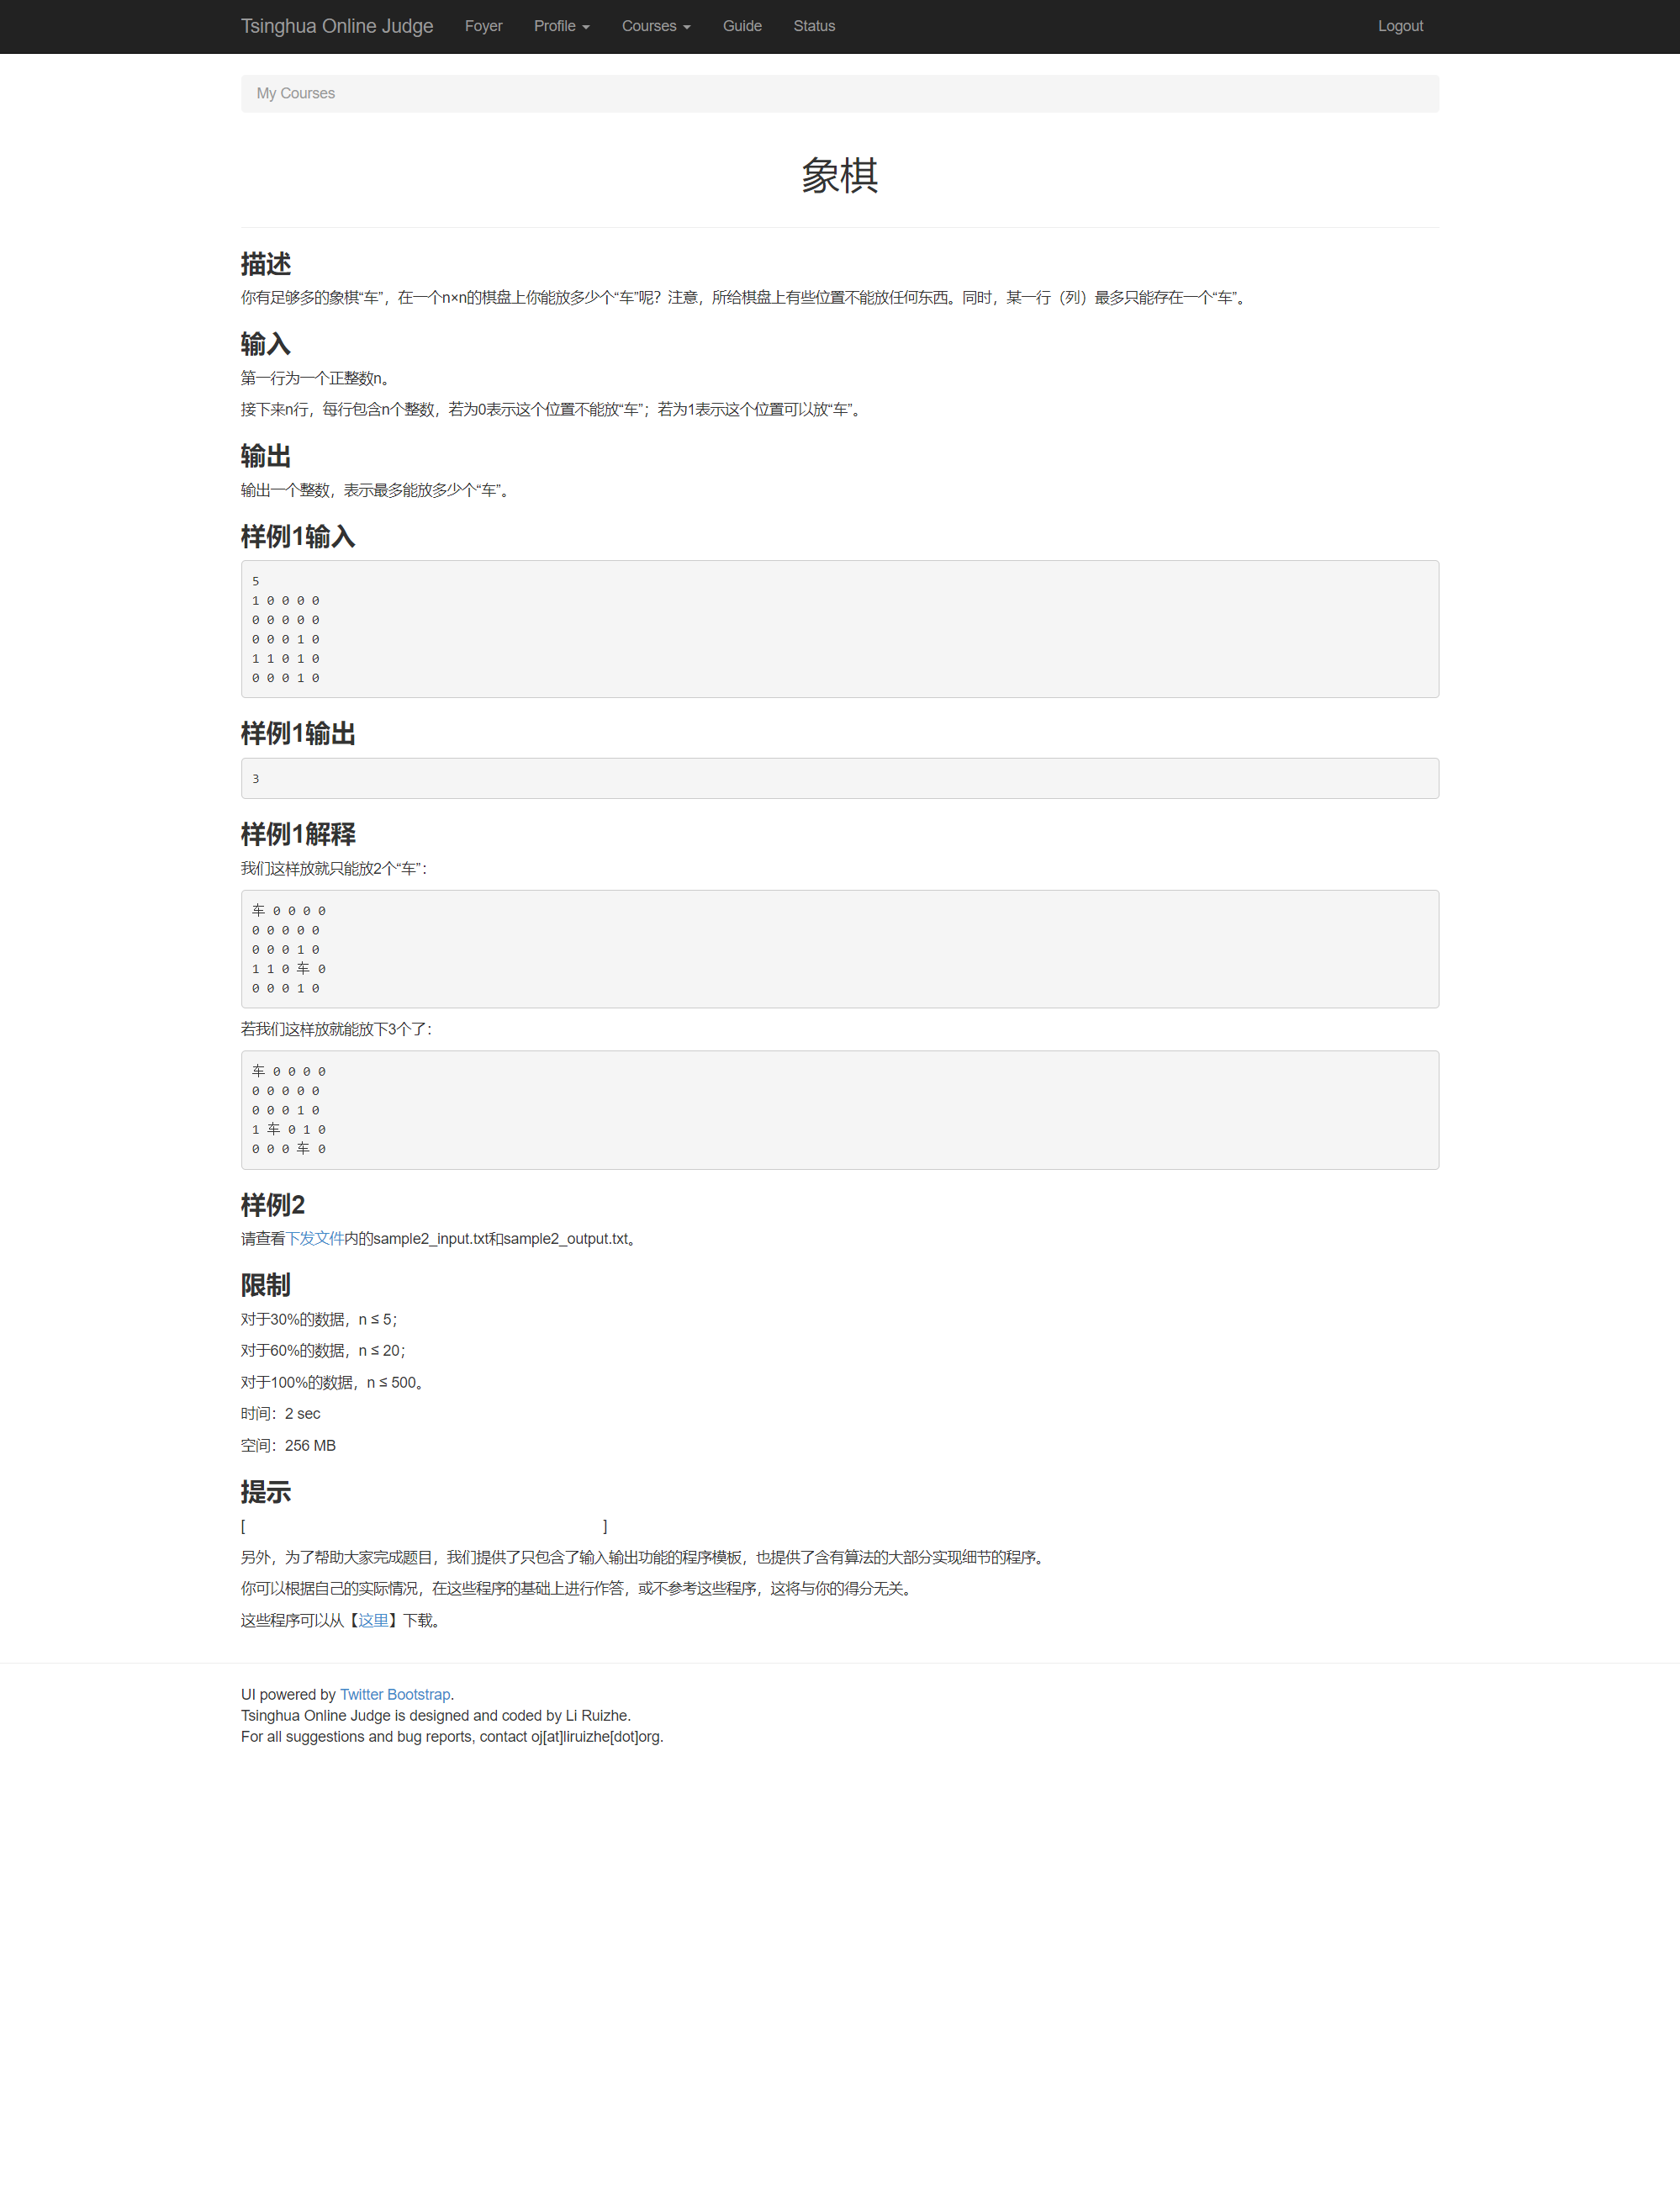 Tsinghua Online Judge Foyer Profile Courses Guide Status Logout
My Courses
象棋
描述
你有足够多的象棋“车”，在一个n×n的棋盘上你能放多少个“车”呢？注意，所给棋盘上有些位置不能放任何东西。同时，某一行（列）最多只能存在一个“车”。
输入
第一行为一个正整数n。
接下来n行，每行包含n个整数，若为0表示这个位置不能放“车”；若为1表示这个位置可以放“车”。
输出
输出一个整数，表示最多能放多少个“车”。
样例1输入
5
1 0 0 0 0
0 0 0 0 0
0 0 0 1 0
1 1 0 1 0
0 0 0 1 0
样例1输出
3
样例1解释
我们这样放就只能放2个“车”：
车 0 0 0 0
0 0 0 0 0
0 0 0 1 0
1 1 0 车 0
0 0 0 1 0
若我们这样放就能放下3个了：
车 0 0 0 0
0 0 0 0 0
0 0 0 1 0
1 车 0 1 0
0 0 0 车 0
样例2
请查看下发文件内的sample2_input.txt和sample2_output.txt。
限制
对于30%的数据，n ≤ 5；
对于60%的数据，n ≤ 20；
对于100%的数据，n ≤ 500。
时间：2 sec
空间：256 MB
提示
[ ]
另外，为了帮助大家完成题目，我们提供了只包含了输入输出功能的程序模板，也提供了含有算法的大部分实现细节的程序。
你可以根据自己的实际情况，在这些程序的基础上进行作答，或不参考这些程序，这将与你的得分无关。
这些程序可以从【这里】下载。
UI powered by Twitter Bootstrap.
Tsinghua Online Judge is designed and coded by Li Ruizhe.
For all suggestions and bug reports, contact oj[at]liruizhe[dot]org.